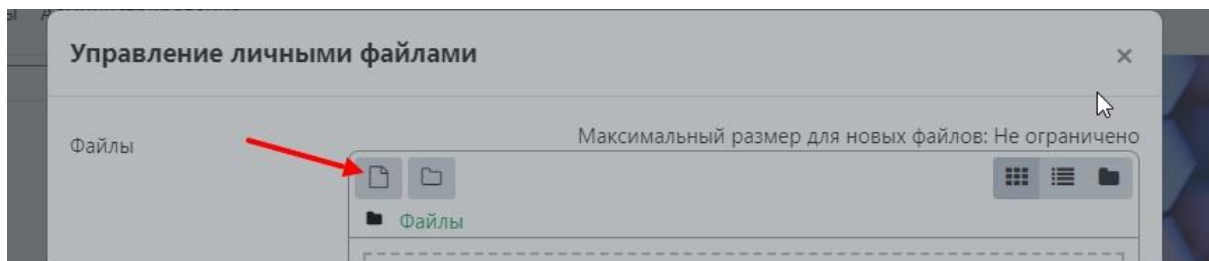 Управление личными файлами
Файлы
Максимальный размер для новых файлов: Не ограничено
Файлы